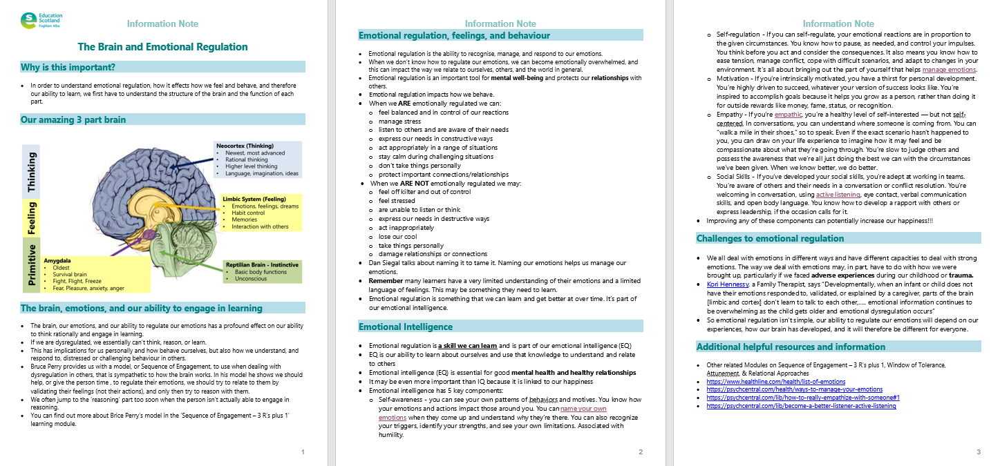 Education
Scotland
Foghlam Alba
Information Note
The Brain and Emotional Regulation
Why is this important?
• In order to understand emotional regulation, how it effects how we feel and behave, and therefore
our ability to learn, we first have to understand the structure of the brain and the function of each
part.
Our amazing 3 part brain
Thinking
Feeling
Primitive
Neocortex (Thinking)
• Newest, most advanced
• Rational thinking
• Higher level thinking
• Language, imagination, ideas
Limbic System (Feeling)
• Emotions, feelings, dreams
• Habit control
• Memories
• Interaction with others
Amygdala
• Oldest
• Survival brain
• Fight, Flight, Freeze
• Fear, Pleasure, anxiety, anger
Reptilian Brain - Instinctive
• Basic body functions
• Unconscious
The brain, emotions, and our ability to engage in learning
• The brain, our emotions, and our ability to regulate our emotions has a profound effect on our ability
to think rationally and engage in learning.
• If we are dysregulated, we essentially can't think, reason, or learn.
• This has implications for us personally and how behave ourselves, but also how we understand, and
respond to, distressed or challenging behaviour in others.
• Bruce Perry provides us with a model, or Sequence of Engagement, to use when dealing with
dysregulation in others, that is sympathetic to how the brain works. In his model he shows we should
help, or give the person time , to regulate their emotions, we should try to relate to them by
validating their feelings (not their actions), and only then try to reason with them.
• We often jump to the 'reasoning' part too soon when the person isn't actually able to engage in
reasoning.
• You can find out more about Brice Perry's model in the 'Sequence of Engagement – 3 R's plus 1'
learning module.
1
Information Note
Emotional regulation, feelings, and behaviour
• Emotional regulation is the ability to recognise, manage, and respond to our emotions.
• When we don't know how to regulate our emotions, we can become emotionally overwhelmed, and
this can impact the way we relate to ourselves, others, and the world in general.
• Emotional regulation is an important tool for mental well-being and protects our relationships with
others.
• Emotional regulation impacts how we behave.
• When we ARE emotionally regulated we can:
o feel balanced and in control of our reactions
o manage stress
o listen to others and are aware of their needs
o express our needs in constructive ways
o act appropriately in a range of situations
o stay calm during challenging situations
o don't take things personally
o protect important connections/relationships
• When we ARE NOT emotionally regulated we may:
o feel off kilter and out of control
o feel stressed
o are unable to listen or think
o express our needs in destructive ways
o act inappropriately
o lose our cool
o take things personally
o damage relationships or connections
• Dan Siegal talks about naming it to tame it. Naming our emotions helps us manage our
emotions.
• Remember many learners have a very limited understanding of their emotions and a limited
language of feelings. This may be something they need to learn.
• Emotional regulation is something that we can learn and get better at over time. It's part of
our emotional intelligence.
Emotional Intelligence
• Emotional regulation is a skill we can learn and is part of our emotional intelligence (EQ)
• EQ is our ability to learn about ourselves and use that knowledge to understand and relate
to others
• Emotional intelligence (EQ) is essential for good mental health and healthy relationships
• It may be even more important than IQ because it is linked to our happiness
• Emotional intelligence has 5 key components:
o Self-awareness - you can see your own patterns of behaviors and motives. You know how
your emotions and actions impact those around you. You can name your own
emotions when they come up and understand why they're there. You can also recognize
your triggers, identify your strengths, and see your own limitations. Associated with
humility.
2
Information Note
o Self-regulation - If you can self-regulate, your emotional reactions are in proportion to
the given circumstances. You know how to pause, as needed, and control your impulses.
You think before you act and consider the consequences. It also means you know how to
ease tension, manage conflict, cope with difficult scenarios, and adapt to changes in your
environment. It's all about bringing out the part of yourself that helps manage emotions.
o Motivation - If you're intrinsically motivated, you have a thirst for personal development.
You're highly driven to succeed, whatever your version of success looks like. You're
inspired to accomplish goals because it helps you grow as a person, rather than doing it
for outside rewards like money, fame, status, or recognition.
o Empathy - If you're empathic, you're a healthy level of self-interested — but not self-
centered. In conversations, you can understand where someone is coming from. You can
"walk a mile in their shoes," so to speak. Even if the exact scenario hasn't happened to
you, you can draw on your life experience to imagine how it may feel and be
compassionate about what they're going through. You're slow to judge others and
possess the awareness that we're all just doing the best we can with the circumstances
we've been given. When we know better, we do better.
o Social Skills - If you've developed your social skills, you're adept at working in teams.
You're aware of others and their needs in a conversation or conflict resolution. You're
welcoming in conversation, using active listening, eye contact, verbal communication
skills, and open body language. You know how to develop a rapport with others or
express leadership, if the occasion calls for it.
• Improving any of these components can potentially increase our happiness!!!
Challenges to emotional regulation
• We all deal with emotions in different ways and have different capacities to deal with strong
emotions. The way we deal with emotions may, in part, have to do with how we were
brought up, particularly if we faced adverse experiences during our childhood or trauma.
• Kori Hennessy, a Family Therapist, says "Developmentally, when an infant or child does not
have their emotions responded to, validated, or explained by a caregiver, parts of the brain
[limbic and cortex] don't learn to talk to each other,..... emotional information continues to
be overwhelming as the child gets older and emotional dysregulation occurs"
• So emotional regulation isn't simple, our ability to regulate our emotions will depend on our
experiences, how our brain has developed, and it will therefore be different for everyone.
Additional helpful resources and information
• Other related Modules on Sequence of Engagement – 3 R's plus 1, Window of Tolerance,
Attunement, & Relational Approaches
• https://www.healthline.com/health/list-of-emotions
• https://psychcentral.com/health/ways-to-manage-your-emotions
• https://psychcentral.com/lib/how-to-really-empathize-with-someone#1
• https://psychcentral.com/lib/become-a-better-listener-active-listening
3